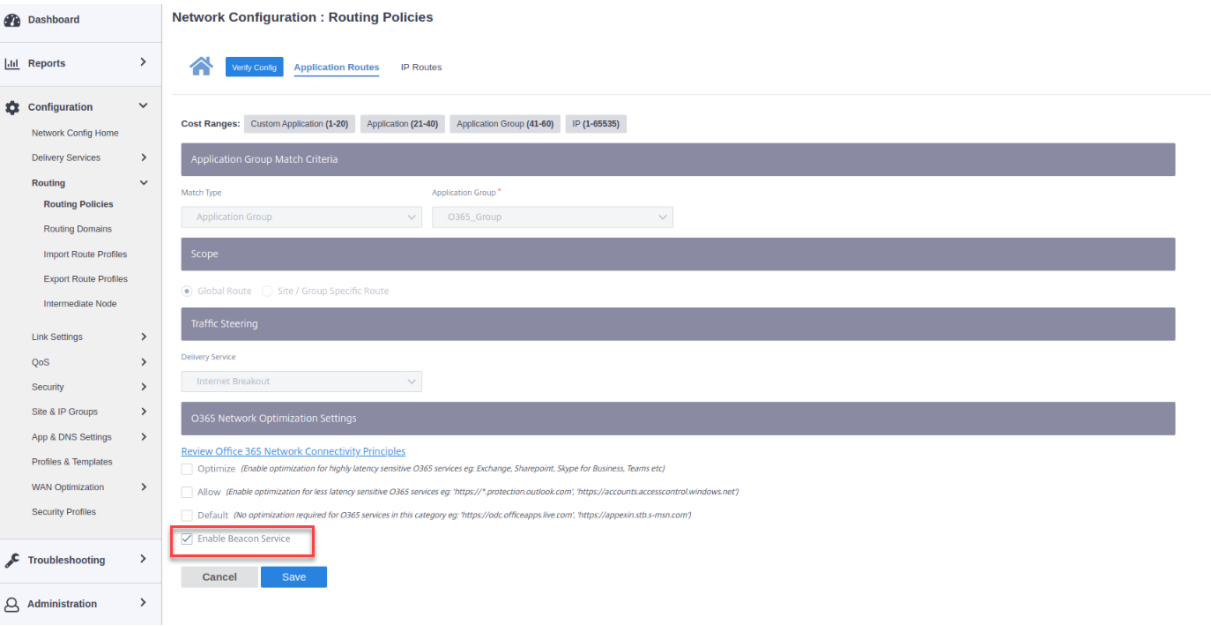 Dashboard
Reports
Configuration
Network Config Home
Delivery Services
Routing
Routing Policies
Routing Domains
Import Route Profiles
Export Route Profiles
Intermediate Node
Link Settings
QoS
Security
Site & IP Groups
App & DNS Settings
Profiles & Templates
WAN Optimization
Security Profiles
Troubleshooting
Administration
Network Configuration : Routing Policies
Verify Config Application Routes IP Routes
Cost Ranges: Custom Application (1-20) Application (21-40) Application Group (41-60) IP (1-65535)
Application Group Match Criteria
Match Type Application Group *
Application Group O365_Group
Scope
Global Route Site / Group Specific Route
Traffic Steering
Delivery Service
Internet Breakout
O365 Network Optimization Settings
Review Office 365 Network Connectivity Principles
Optimize (Enable optimization for highly latency sensitive O365 services eg: Exchange, Sharepoint, Skype for Business, Teams etc)
Allow (Enable optimization for less latency sensitive O365 services eg: 'https://*.protection.outlook.com', 'https://accounts.accesscontrol.windows.net')
Default (No optimization required for O365 services in this category eg: 'https://odc.officeapps.live.com', 'https://appexin.stb.s-msn.com')
Enable Beacon Service
Cancel Save